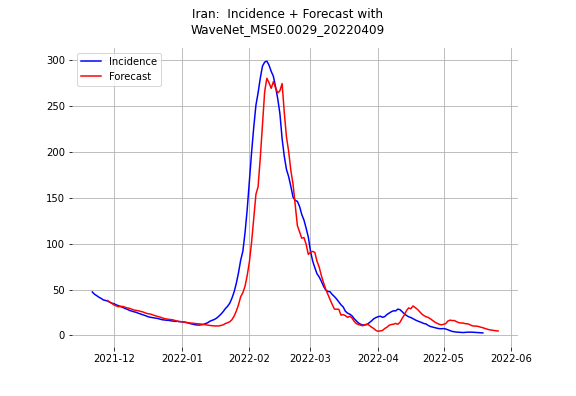 Iran:  Incidence + Forecast with
WaveNet_MSE0.0029_20220409
Incidence
Forecast
300
250
200
150
100
50
0
2021-12 2022-01 2022-02 2022-03 2022-04 2022-05 2022-06